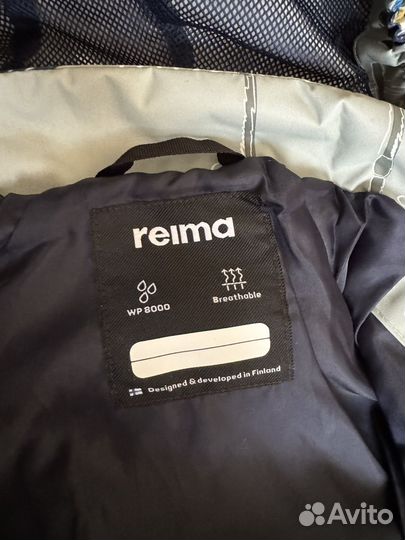 reima
WP 8000
Breathable
Designed & developed in Finland
Avito